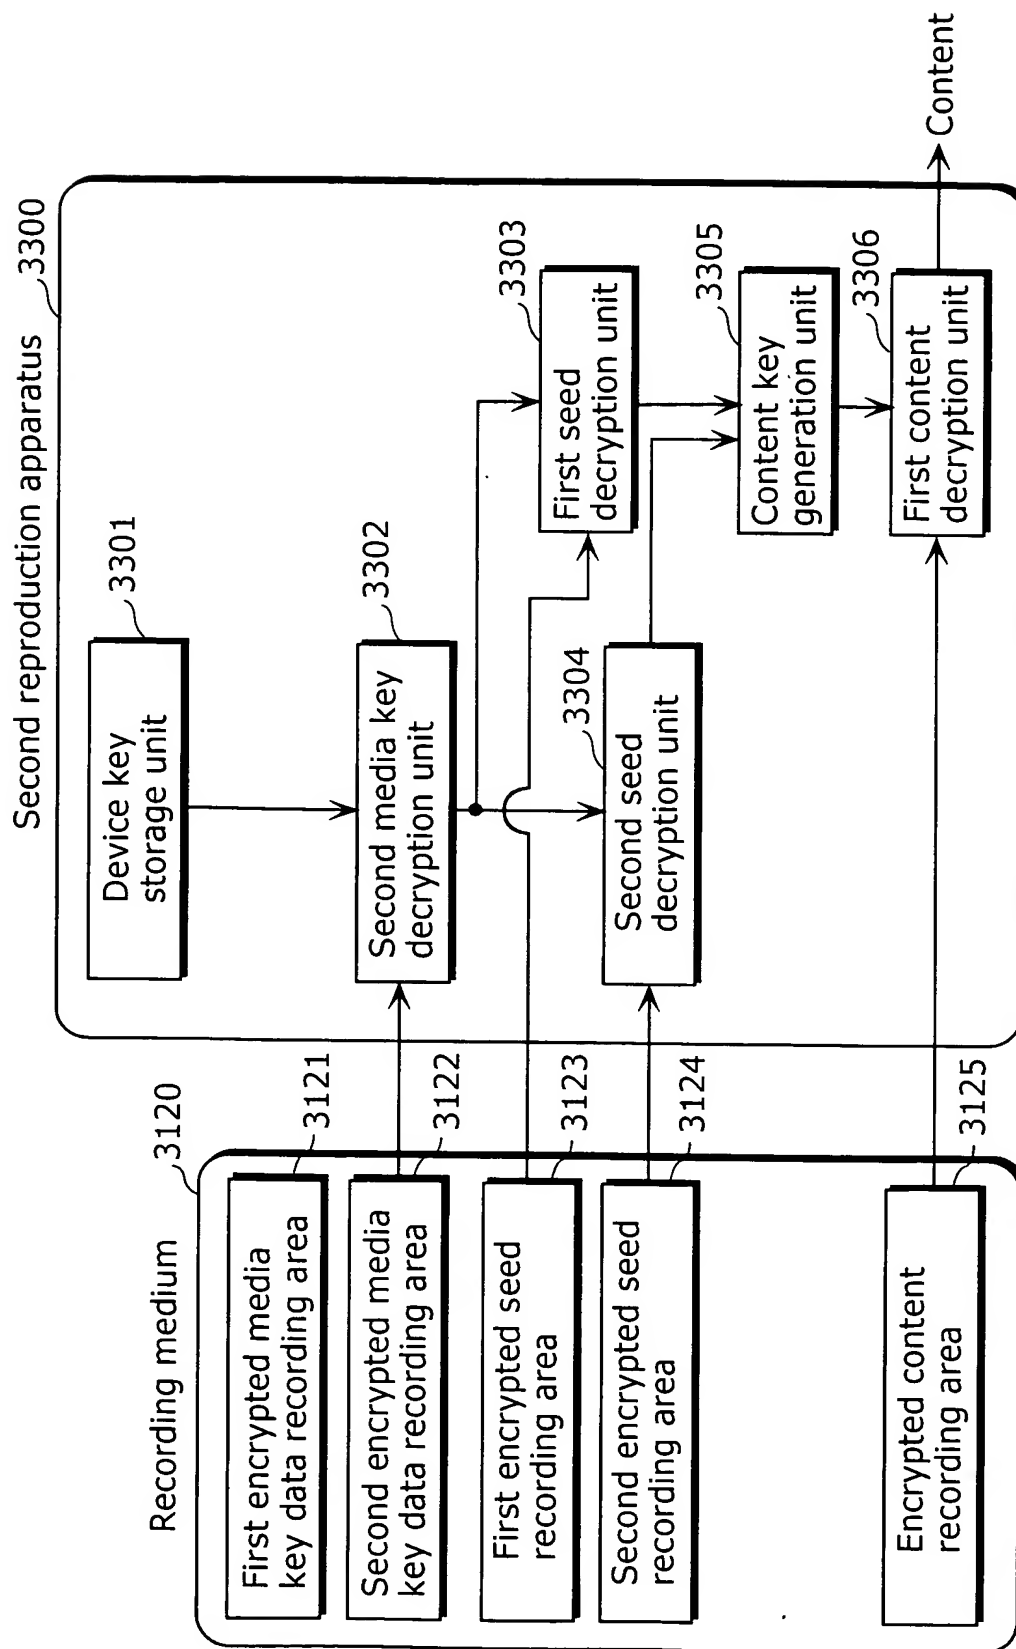 Second reproduction apparatus
3300
Recording medium
3120
First encrypted media
key data recording area
3121
Second encrypted media
key data recording area
3122
First encrypted seed
recording area
3123
Second encrypted seed
recording area
3124
Encrypted content
recording area
3125
Device key
storage unit
3301
Second media key
decryption unit
3302
First seed
decryption unit
3303
Second seed
decryption unit
3304
Content key
generation unit
3305
First content
decryption unit
3306
Content